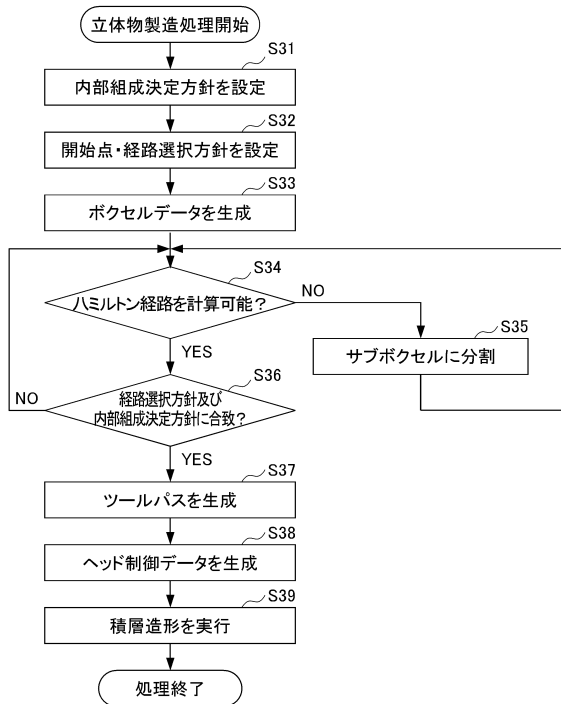 立体物製造処理開始
S31
内部組成決定方針を設定
S32
開始点・経路選択方針を設定
S33
ボクセルデータを生成
S34
ハミルトン経路を計算可能？
NO
S35
サブボクセルに分割
YES
S36
経路選択方針及び
内部組成決定方針に合致？
NO
YES
S37
ツールパスを生成
S38
ヘッド制御データを生成
S39
積層造形を実行
処理終了